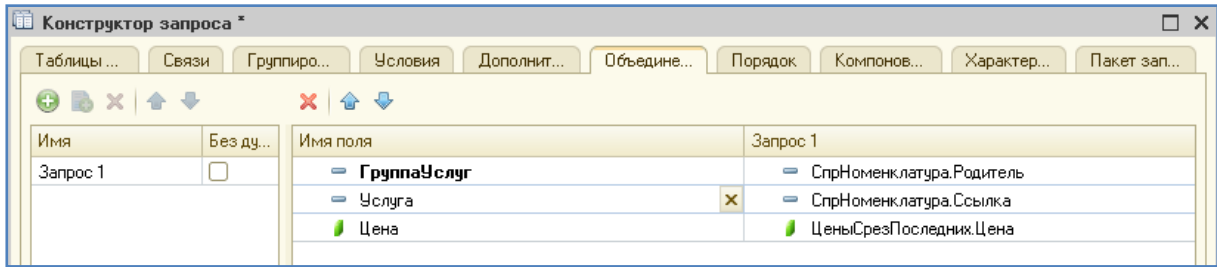 Конструктор запроса *
Таблицы ... Связи Группиро... Условия Дополнит... Объедине... Порядок Компонов... Характер... Пакет зап...
Имя Без ду... Имя поля Запрос 1
Запрос 1 ГруппаУслуг СпрНоменклатура.Родитель
Услуга СпрНоменклатура.Ссылка
Цена ЦеныСрезПоследних.Цена